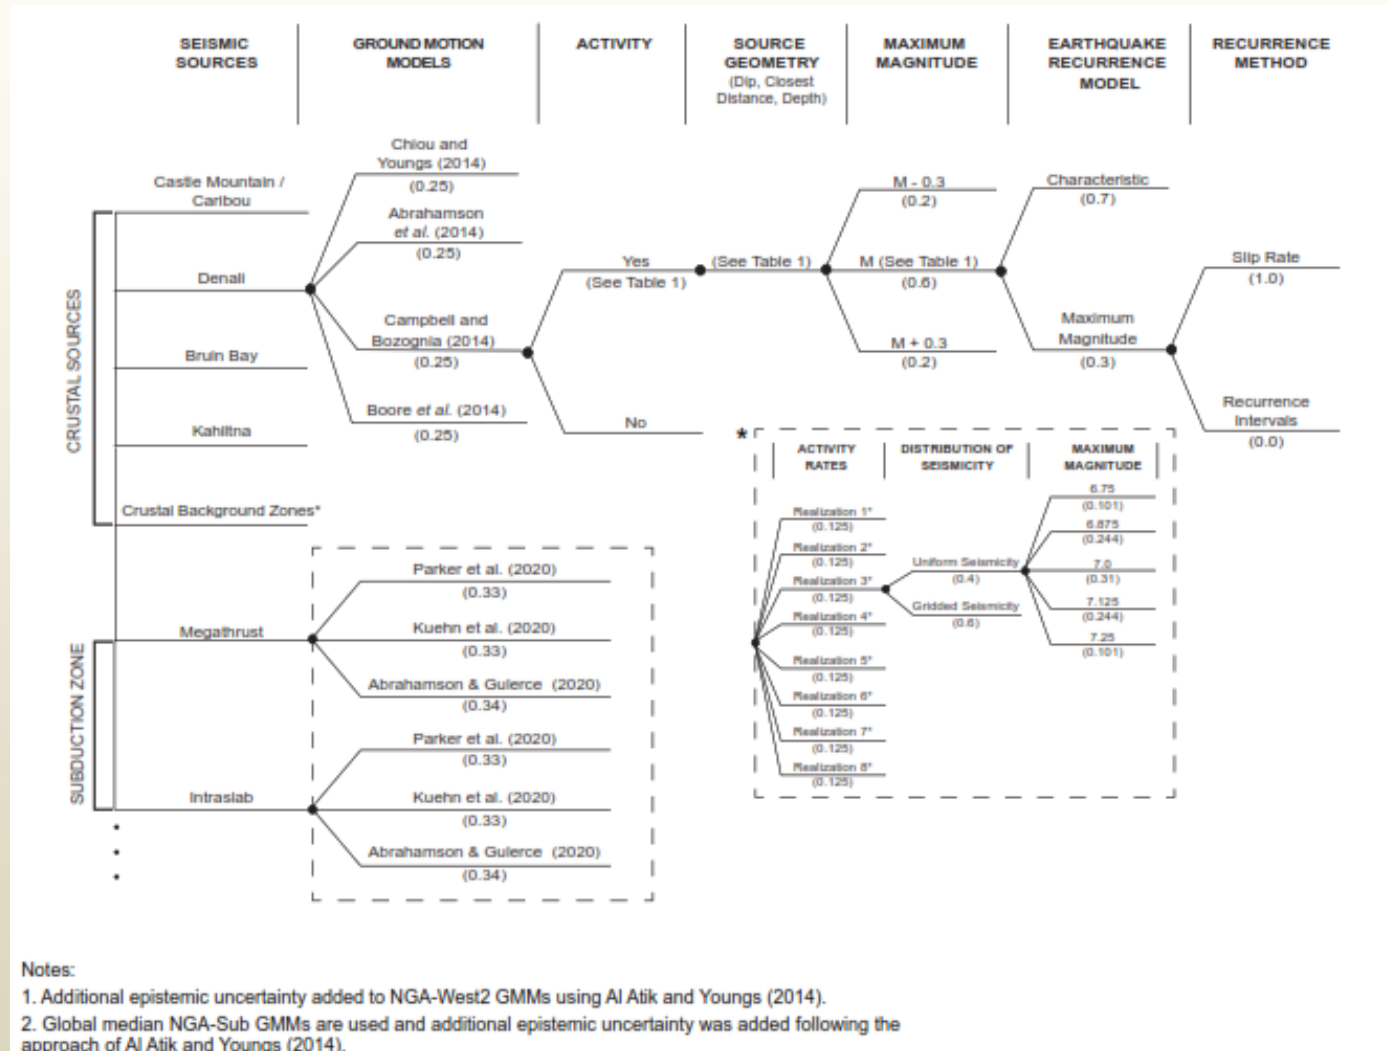 SEISMIC
SOURCES
GROUND MOTION
MODELS
ACTIVITY
SOURCE
GEOMETRY
(Dip, Closest
Distance, Depth)
MAXIMUM
MAGNITUDE
EARTHQUAKE
RECURRENCE
MODEL
RECURRENCE
METHOD
CRUSTAL SOURCES
Castle Mountain /
Caribou
Denali
Bruin Bay
Kahiltna
Crustal Background Zones*
Chiou and
Youngs (2014)
(0.25)
Abrahamson
et al. (2014)
(0.25)
Campbell and
Bozognia (2014)
(0.25)
Boore et al. (2014)
(0.25)
Yes
(See Table 1)
No
(See Table 1)
M - 0.3
(0.2)
M (See Table 1)
(0.6)
M + 0.3
(0.2)
Characteristic
(0.7)
Maximum
Magnitude
(0.3)
Slip Rate
(1.0)
Recurrence
Intervals
(0.0)
*
ACTIVITY
RATES
DISTRIBUTION OF
SEISMICITY
MAXIMUM
MAGNITUDE
Realization 1*
(0.125)
Realization 2*
(0.125)
Realization 3*
(0.125)
Realization 4*
(0.125)
Realization 5*
(0.125)
Realization 6*
(0.125)
Realization 7*
(0.125)
Realization 8*
(0.125)
Uniform Seismicity
(0.4)
Gridded Seismicity
(0.6)
6.75
(0.101)
6.875
(0.244)
7.0
(0.31)
7.125
(0.244)
7.25
(0.101)
SUBDUCTION ZONE
Megathrust
Parker et al. (2020)
(0.33)
Kuehn et al. (2020)
(0.33)
Abrahamson & Gulerce (2020)
(0.34)
Intraslab
Parker et al. (2020)
(0.33)
Kuehn et al. (2020)
(0.33)
Abrahamson & Gulerce (2020)
(0.34)
Notes:
1. Additional epistemic uncertainty added to NGA-West2 GMMs using Al Atik and Youngs (2014).
2. Global median NGA-Sub GMMs are used and additional epistemic uncertainty was added following the
approach of Al Atik and Youngs (2014).